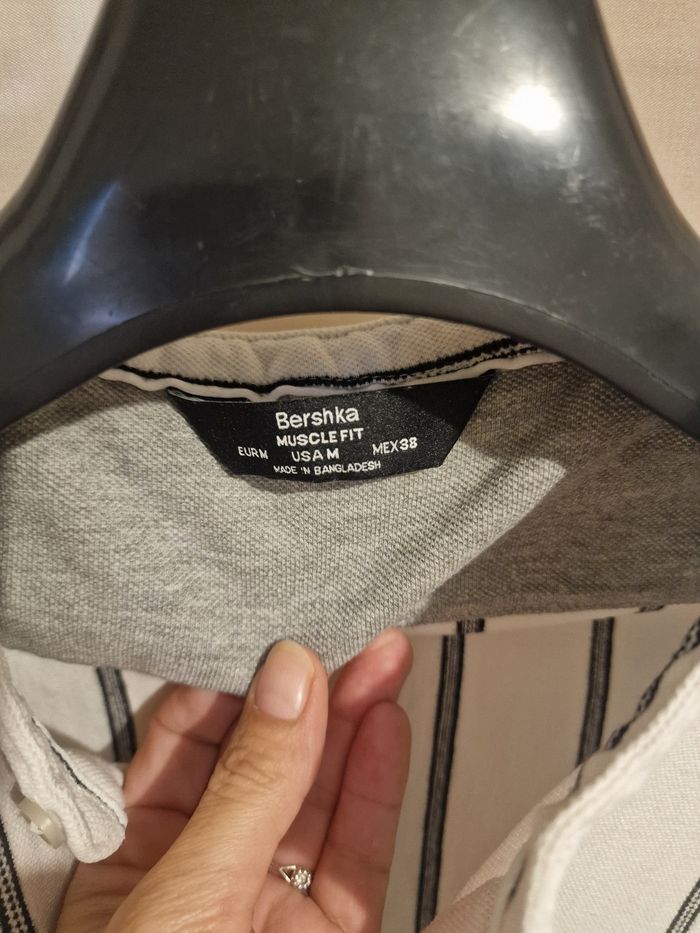 Bershka
MUSCLE FIT
EUR M USA M MEX 38
MADE IN BANGLADESH